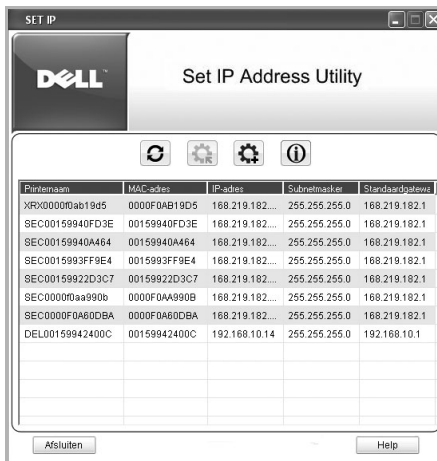 SET IP
DELL™
Set IP Address Utility
Printernaam MAC-adres IP-adres Subnetmasker Standaardgatewa
XRX0000f0ab19d5 0000F0AB19D5 168.219.182.... 255.255.255.0 168.219.182.1
SEC00159940FD3E 00159940FD3E 168.219.182.... 255.255.255.0 168.219.182.1
SEC00159940A464 00159940A464 168.219.182.... 255.255.255.0 168.219.182.1
SEC0015993FF9E4 0015993FF9E4 168.219.182.... 255.255.255.0 168.219.182.1
SEC00159922D3C7 00159922D3C7 168.219.182.... 255.255.255.0 168.219.182.1
SEC0000f0aa990b 0000F0AA990B 168.219.182.... 255.255.255.0 168.219.182.1
SEC0000F0A60DBA 0000F0A60DBA 168.219.182.... 255.255.255.0 168.219.182.1
DEL00159942400C 00159942400C 192.168.10.14 255.255.255.0 192.168.10.1
Afsluiten Help